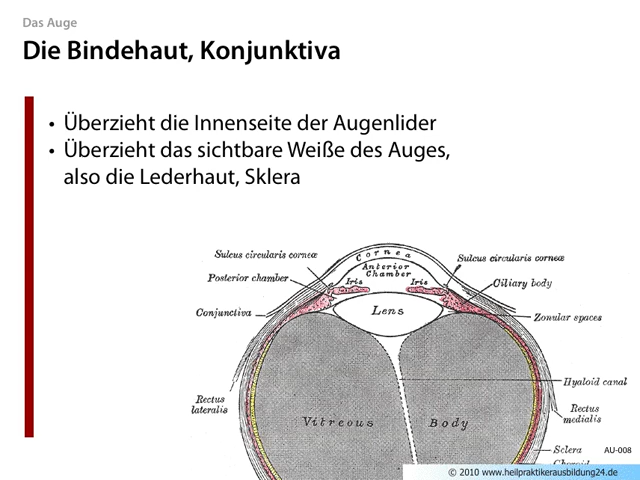 Das Auge
Die Bindehaut, Konjunktiva
• Überzieht die Innenseite der Augenlider
• Überzieht das sichtbare Weiße des Auges,
also die Lederhaut, Sklera
Sulcus circularis corneæ
Cornea
Sulcus circularis corneæ
Anterior
Chamber
Posterior chamber
Iris
Iris
Ciliary body
Conjunctiva
Lens
Zonular spaces
Hyaloid canal
Rectus
lateralis
Rectus
medialis
Vitreous
Body
Sclera
AU-008
Choroid
© 2010 www.heilpraktikerausbildung24.de